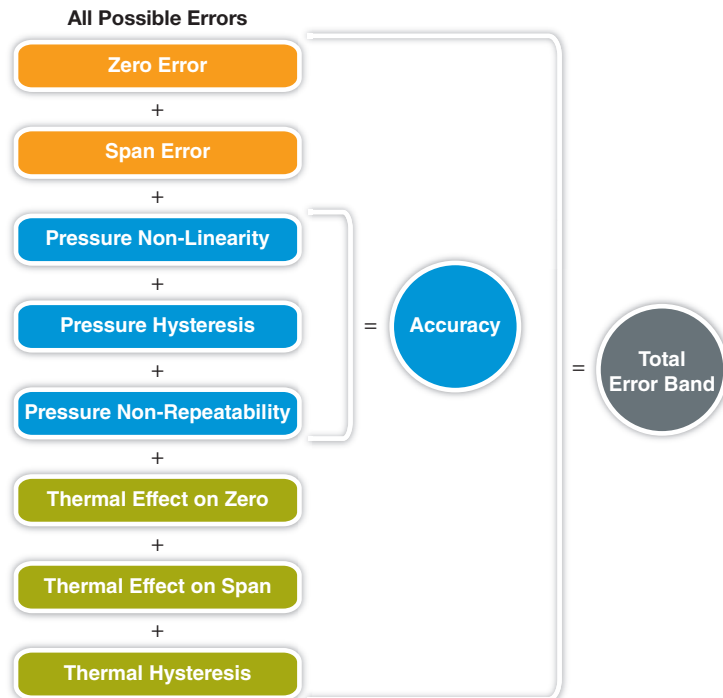 All Possible Errors
Zero Error
+
Span Error
+
Pressure Non-Linearity
+
Pressure Hysteresis
+
Pressure Non-Repeatability
+
Thermal Effect on Zero
+
Thermal Effect on Span
+
Thermal Hysteresis
=
Accuracy
=
Total
Error Band